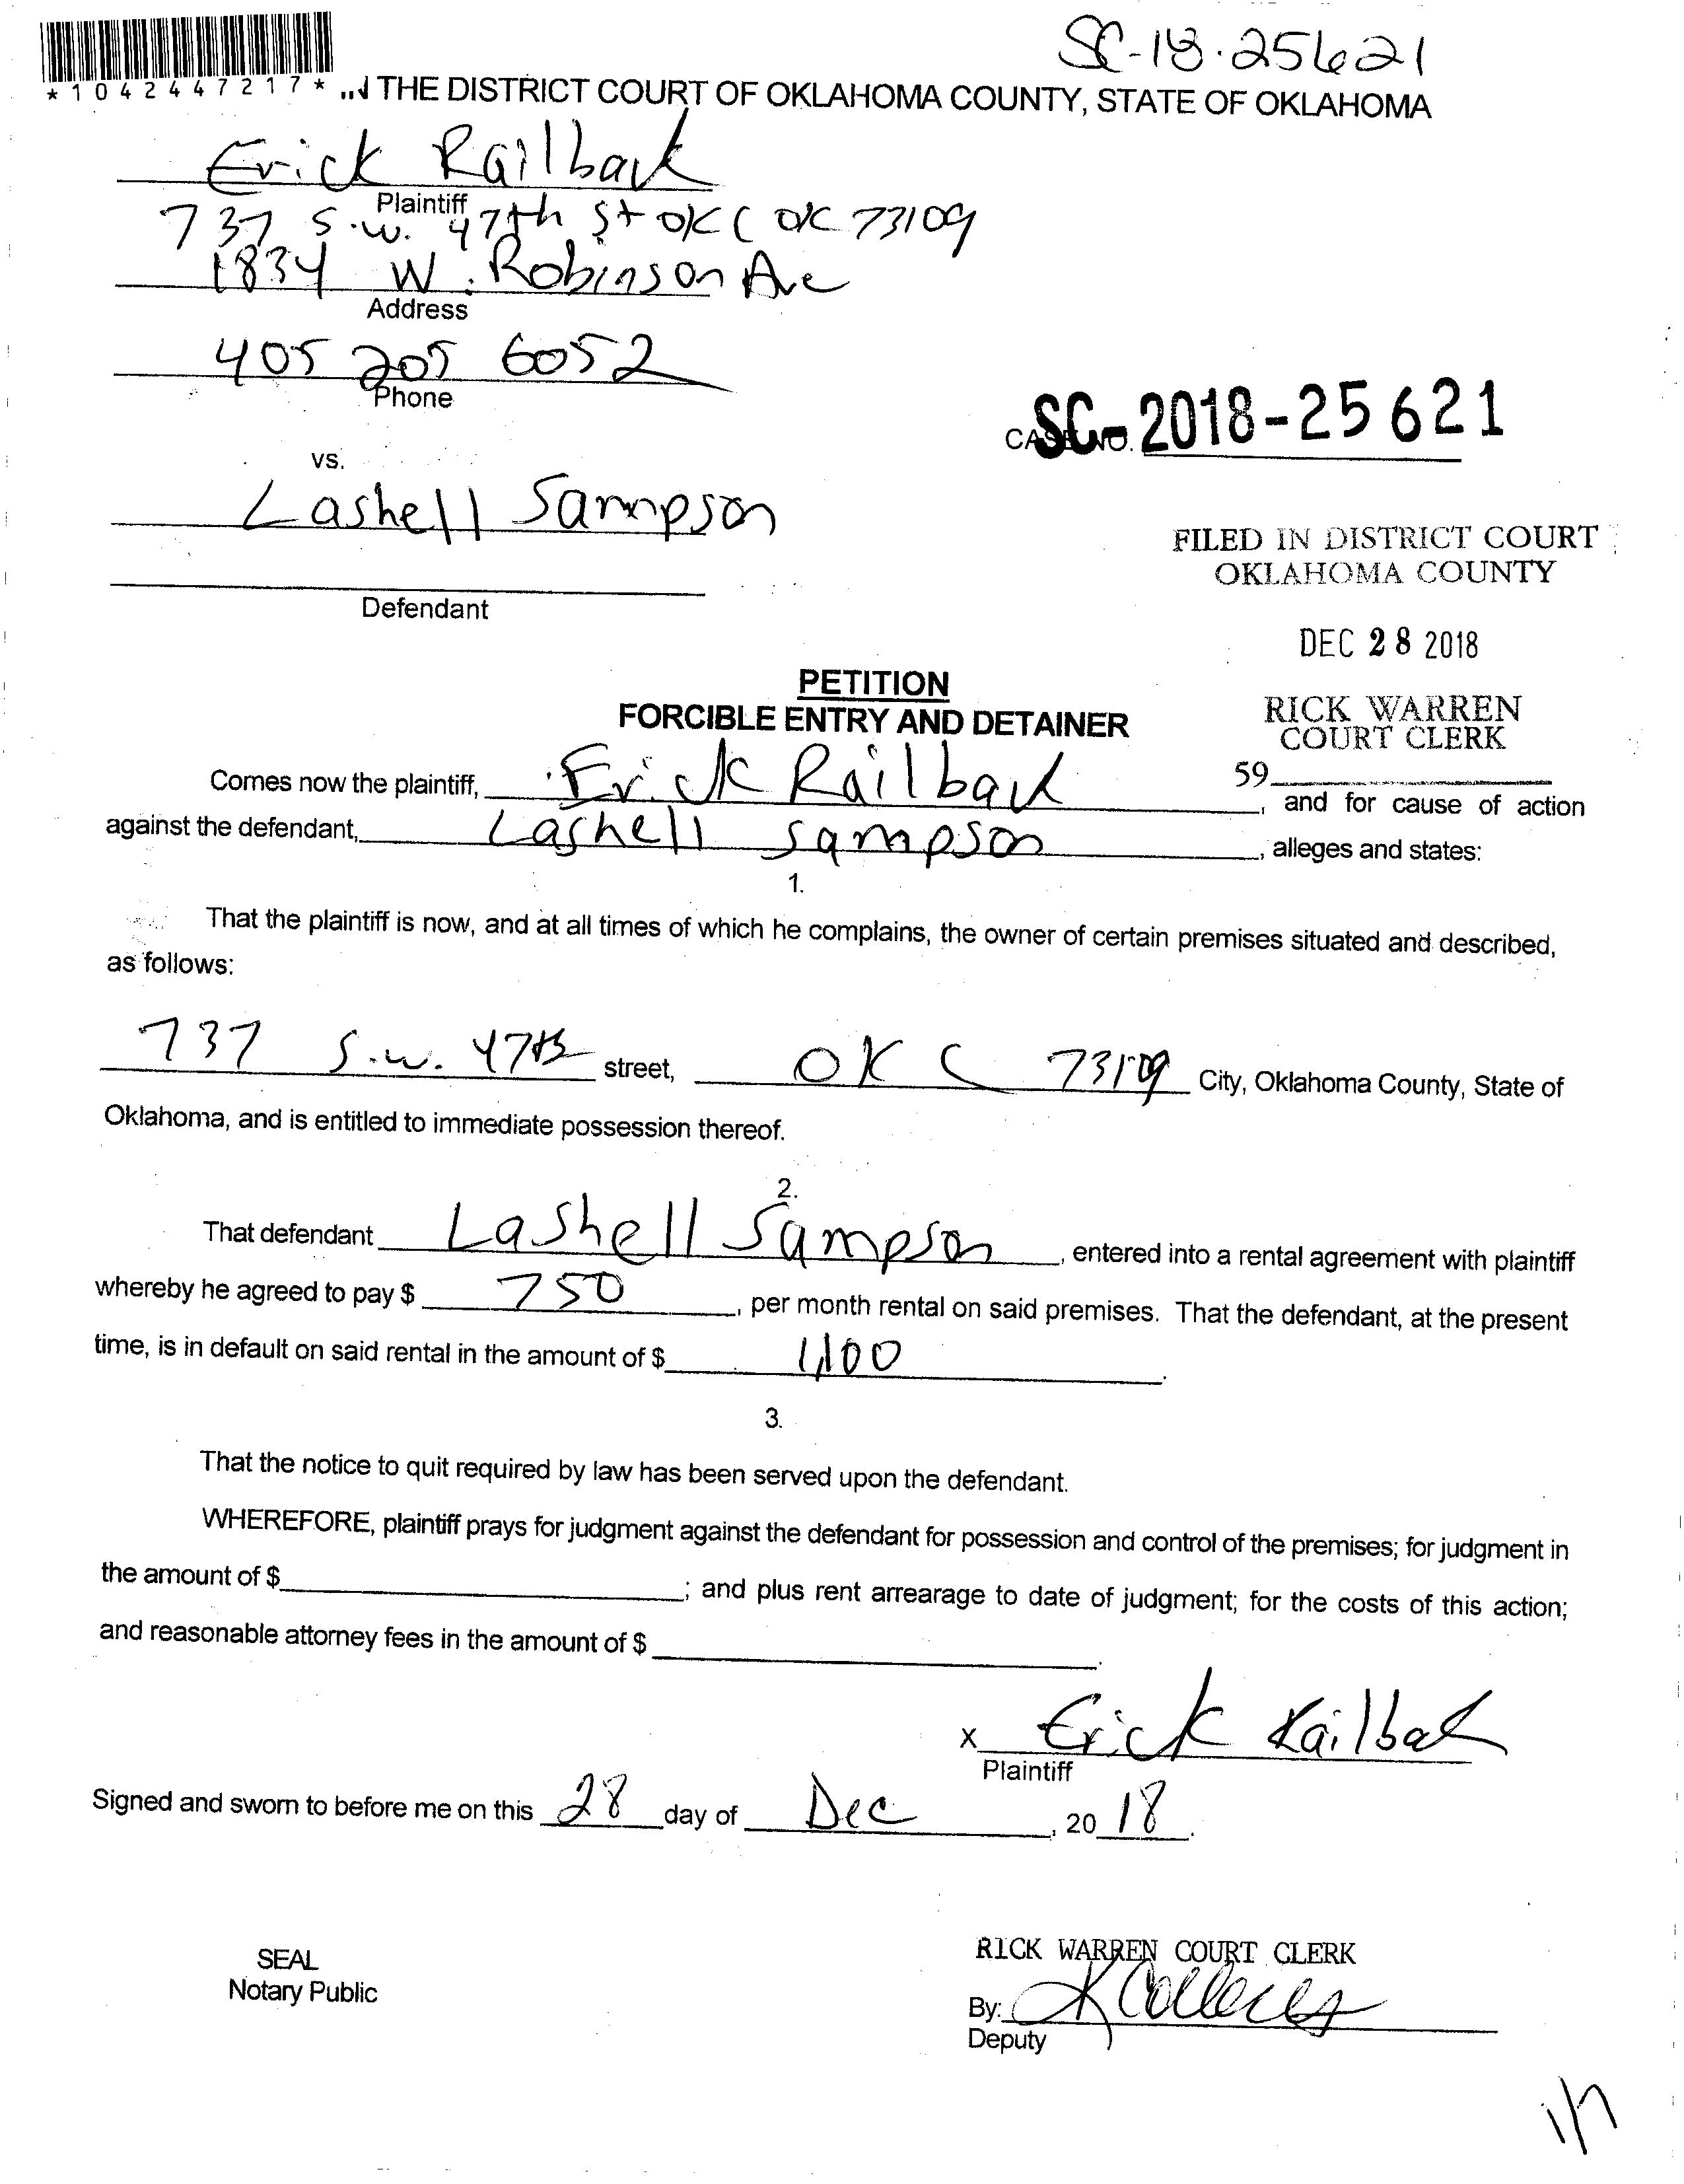 SC-18-25621
*1042447217*
THE DISTRICT COURT OF OKLAHOMA COUNTY, STATE OF OKLAHOMA
Erick Railback
Plaintiff
737 S.W. 47th St OKC OK 73109
1834 W. Robinson Ave
Address
405 205 6052
Phone
CASE NO. SC-2018-25621
vs.
Lashell Sampson
Defendant
FILED IN DISTRICT COURT
OKLAHOMA COUNTY
DEC 28 2018
RICK WARREN
COURT CLERK
59
PETITION
FORCIBLE ENTRY AND DETAINER
Comes now the plaintiff, Erick Railback, and for cause of action
against the defendant, Lashell Sampson, alleges and states:
1.
That the plaintiff is now, and at all times of which he complains, the owner of certain premises situated and described,
as follows:
737 S.W. 47th street, OKC 73109 City, Oklahoma County, State of
Oklahoma, and is entitled to immediate possession thereof.
2.
That defendant Lashell Sampson, entered into a rental agreement with plaintiff
whereby he agreed to pay $ 750, per month rental on said premises. That the defendant, at the present
time, is in default on said rental in the amount of $ 1,100.
3.
That the notice to quit required by law has been served upon the defendant.
WHEREFORE, plaintiff prays for judgment against the defendant for possession and control of the premises; for judgment in
the amount of $ ; and plus rent arrearage to date of judgment; for the costs of this action;
and reasonable attorney fees in the amount of $ .
X Erick Railback
Plaintiff
Signed and sworn to before me on this 28 day of Dec, 2018.
SEAL
Notary Public
RICK WARREN COURT CLERK
By:
Deputy
1/7